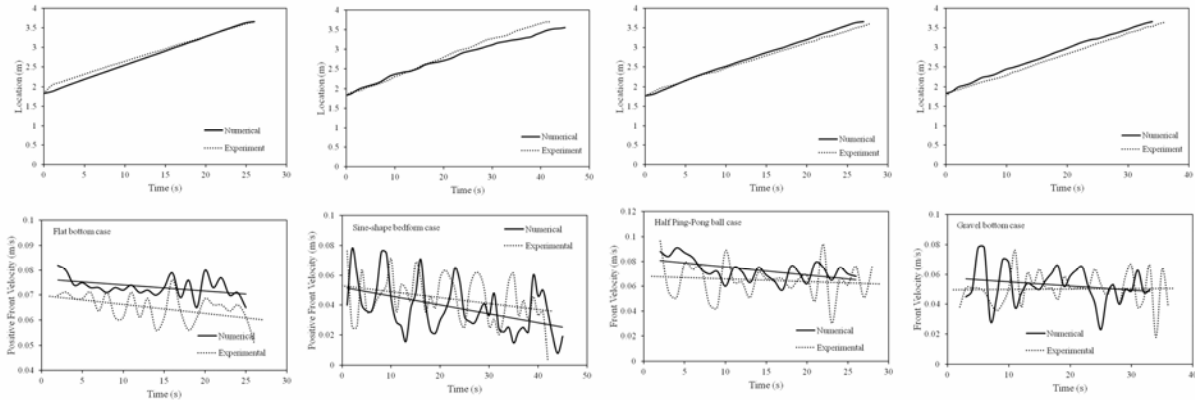 4
3.5
3
2.5
2
1.5
1
0.5
0
Location (m)
Numerical
Experiment
0 5 10 15 20 25 30
Time (s)
4
3.5
3
2.5
2
1.5
1
0.5
0
Location (m)
Numerical
Experiment
0 10 20 30 40 50
Time (s)
4
3.5
3
2.5
2
1.5
1
0.5
0
Location (m)
Numerical
Experiment
0 5 10 15 20 25 30
Time (s)
4
3.5
3
2.5
2
1.5
1
0.5
0
Location (m)
Numerical
Experiment
0 10 20 30 40
Time (s)
0.1
0.09
0.08
0.07
0.06
0.05
0.04
Positive Front Velocity (m/s)
Flat bottom case
Numerical
Experimental
0 5 10 15 20 25 30
Time (s)
0.1
0.08
0.06
0.04
0.02
0
Positive Front Velocity (m/s)
Sine-shape bedform case
Numerical
Experimental
0 10 20 30 40 50
Time (s)
0.12
0.1
0.08
0.06
0.04
0.02
0
Front Velocity (m/s)
Half Ping-Pong ball case
Numerical
Experimental
0 5 10 15 20 25 30
Time (s)
0.1
0.08
0.06
0.04
0.02
0
Front Velocity (m/s)
Gravel bottom case
Numerical
Experimental
0 10 20 30 40
Time (s)